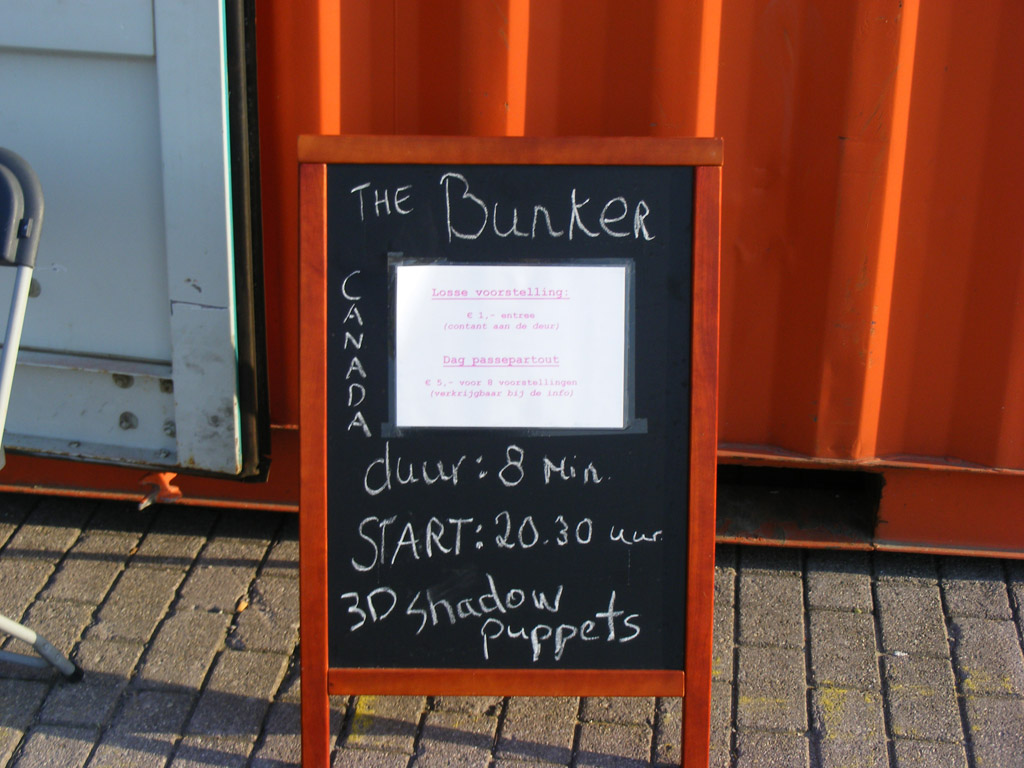 THE Bunker
CANADA
Losse voorstelling:
€ 1,- entree
(contant aan de deur)
Dag passepartout
€ 5,- voor 8 voorstellingen
(verkrijgbaar bij de info)
duur: 8 Min.
START: 20.30 uur.
3D shadow
puppets